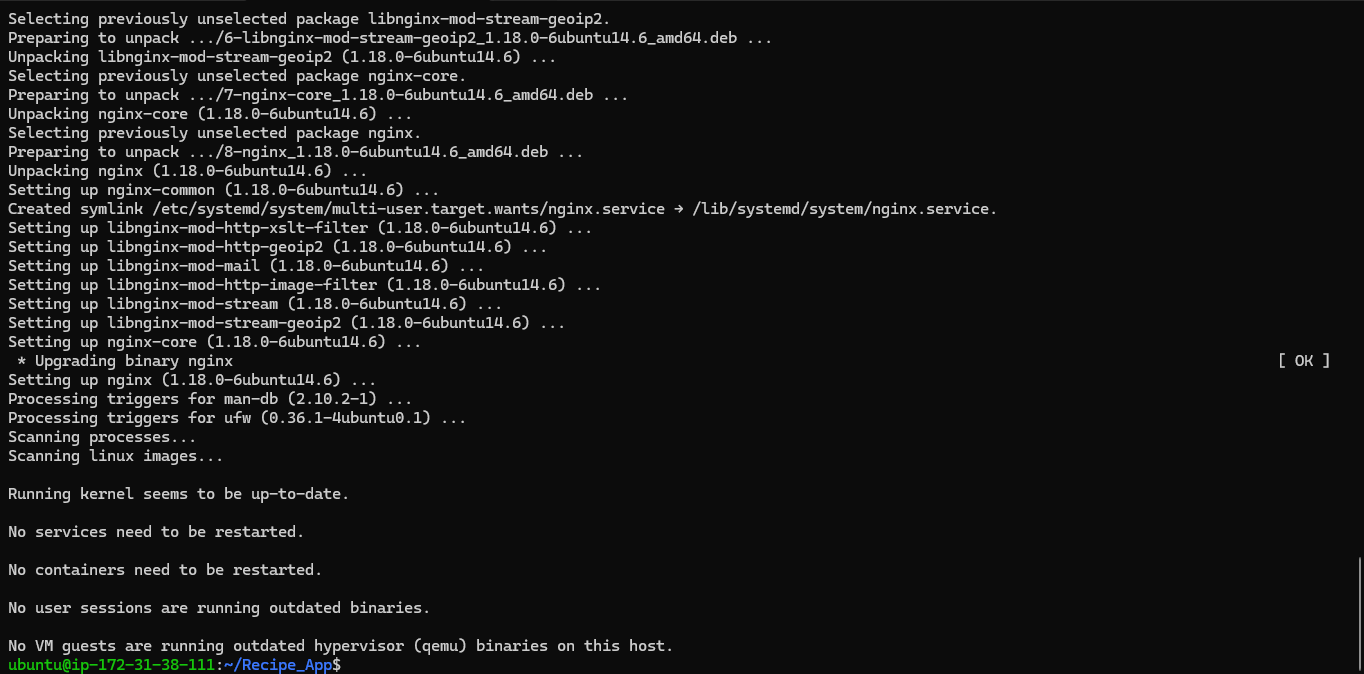 Selecting previously unselected package libnginx-mod-stream-geoip2.
Preparing to unpack .../6-libnginx-mod-stream-geoip2_1.18.0-6ubuntu14.6_amd64.deb ...
Unpacking libnginx-mod-stream-geoip2 (1.18.0-6ubuntu14.6) ...
Selecting previously unselected package nginx-core.
Preparing to unpack .../7-nginx-core_1.18.0-6ubuntu14.6_amd64.deb ...
Unpacking nginx-core (1.18.0-6ubuntu14.6) ...
Selecting previously unselected package nginx.
Preparing to unpack .../8-nginx_1.18.0-6ubuntu14.6_amd64.deb ...
Unpacking nginx (1.18.0-6ubuntu14.6) ...
Setting up nginx-common (1.18.0-6ubuntu14.6) ...
Created symlink /etc/systemd/system/multi-user.target.wants/nginx.service → /lib/systemd/system/nginx.service.
Setting up libnginx-mod-http-xslt-filter (1.18.0-6ubuntu14.6) ...
Setting up libnginx-mod-http-geoip2 (1.18.0-6ubuntu14.6) ...
Setting up libnginx-mod-mail (1.18.0-6ubuntu14.6) ...
Setting up libnginx-mod-http-image-filter (1.18.0-6ubuntu14.6) ...
Setting up libnginx-mod-stream (1.18.0-6ubuntu14.6) ...
Setting up libnginx-mod-stream-geoip2 (1.18.0-6ubuntu14.6) ...
Setting up nginx-core (1.18.0-6ubuntu14.6) ...
 * Upgrading binary nginx [ OK ]
Setting up nginx (1.18.0-6ubuntu14.6) ...
Processing triggers for man-db (2.10.2-1) ...
Processing triggers for ufw (0.36.1-4ubuntu0.1) ...
Scanning processes...
Scanning linux images...
Running kernel seems to be up-to-date.
No services need to be restarted.
No containers need to be restarted.
No user sessions are running outdated binaries.
No VM guests are running outdated hypervisor (qemu) binaries on this host.
ubuntu@ip-172-31-38-111:~/Recipe_App$